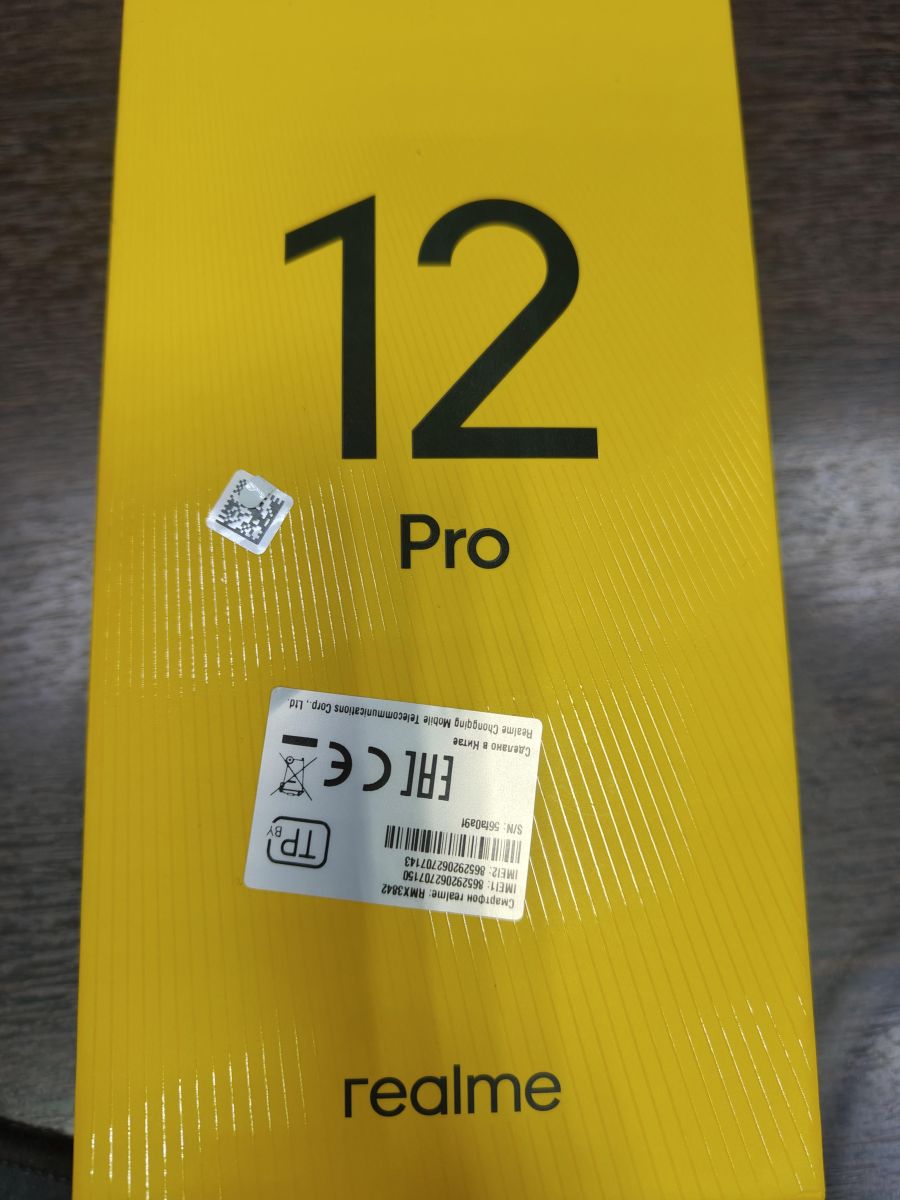 12
Pro
Смартфон realme: RMX3842
IMEI1: 865292062707150
IMEI2: 865292062707143
S/N: 56fa0a9f
TP
BY
EAC CE
Сделано в Китае
Realme Chongqing Mobile Telecommunications Corp., Ltd.
realme